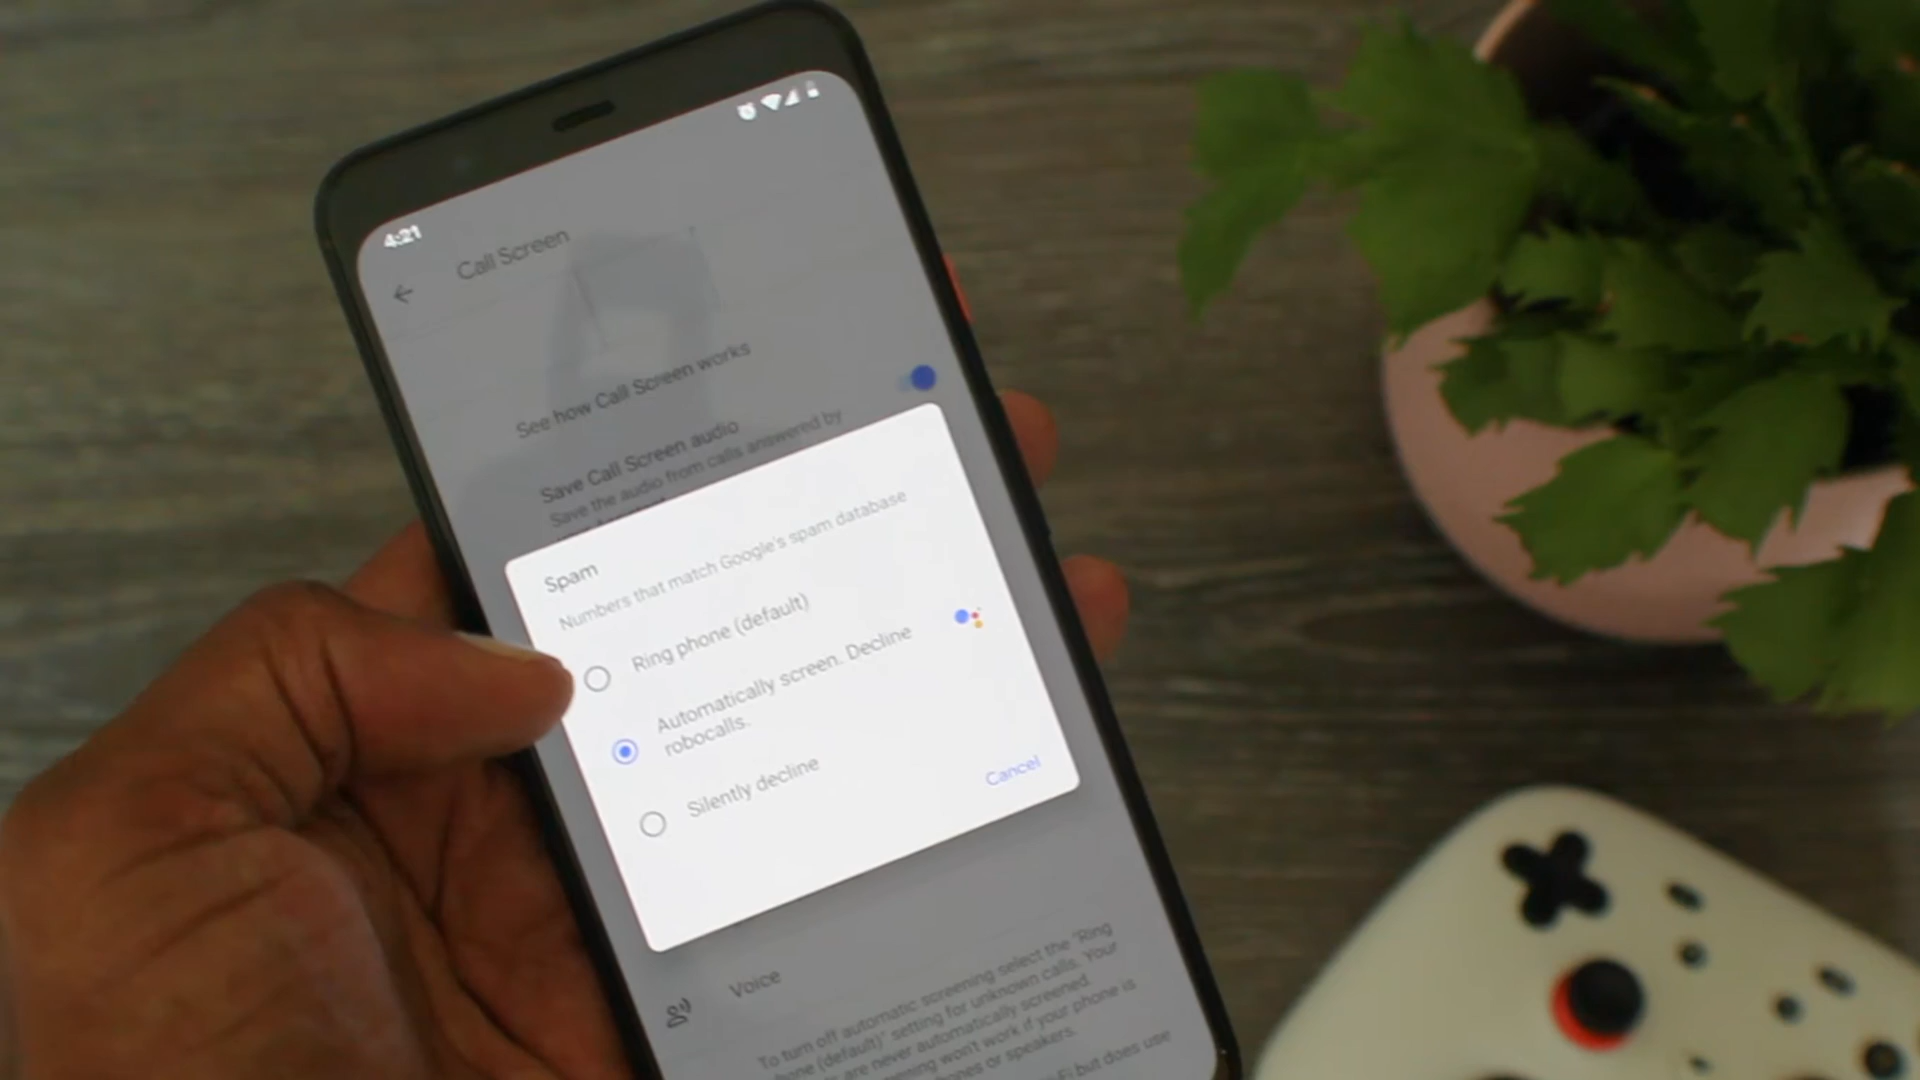 4:21
Call Screen
See how Call Screen works
Save Call Screen audio
Save the audio from calls answered by
Spam
Numbers that match Google's spam database
Ring phone (default)
Automatically screen. Decline
robocalls.
Silently decline
Cancel
Voice
To turn off automatic screening select the "Ring
phone (default)" setting for unknown calls. Your
are never automatically screened.
won't work if your phone is
or speakers.
but does use